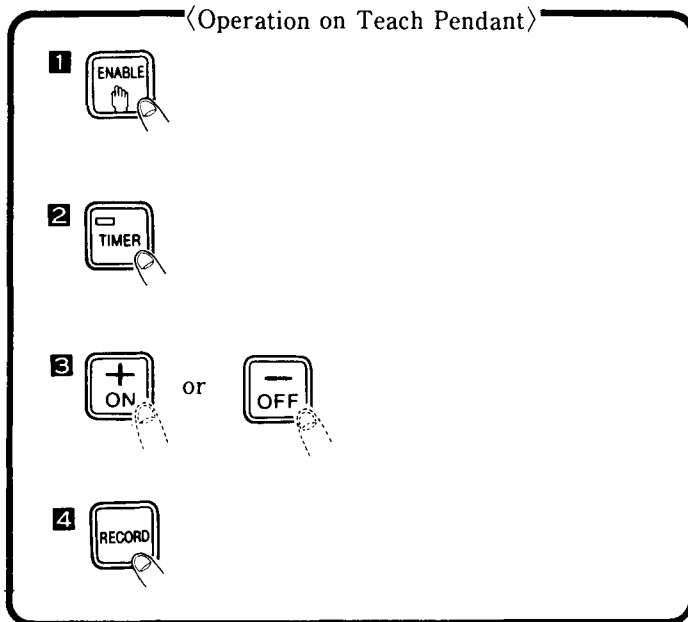 〈Operation on Teach Pendant〉
1 ENABLE
2 TIMER
3 + ON or − OFF
4 RECORD